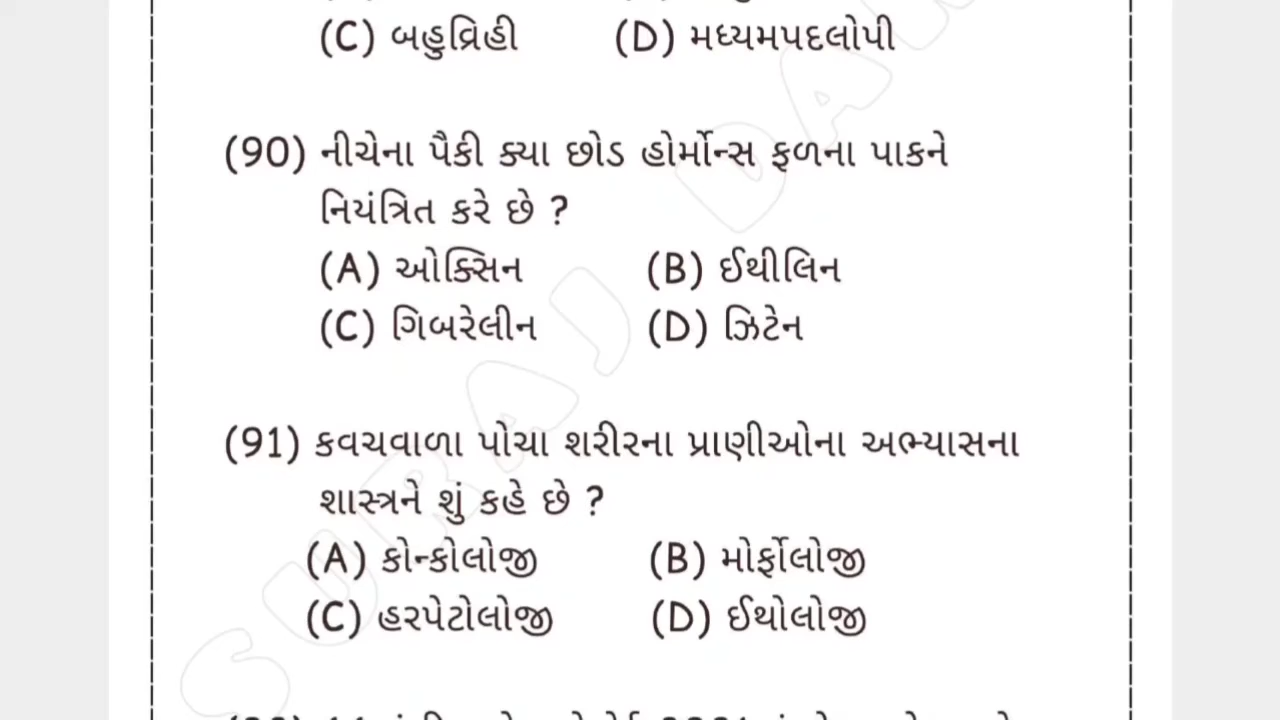 (C) બહુવ્રિહી (D) મધ્યમપદલોપી
(90) નીચેના પૈકી ક્યા છોડ હોર્મોન્સ ફળના પાકને
નિયંત્રિત કરે છે ?
(A) ઓક્સિન (B) ઈથીલિન
(C) ગિબરેલીન (D) ઝિટેન
(91) કવચવાળા પોચા શરીરના પ્રાણીઓના અભ્યાસના
શાસ્ત્રને શું કહે છે ?
(A) કોન્કોલોજી (B) મોર્ફોલોજી
(C) હરપેટોલોજી (D) ઈથોલોજી